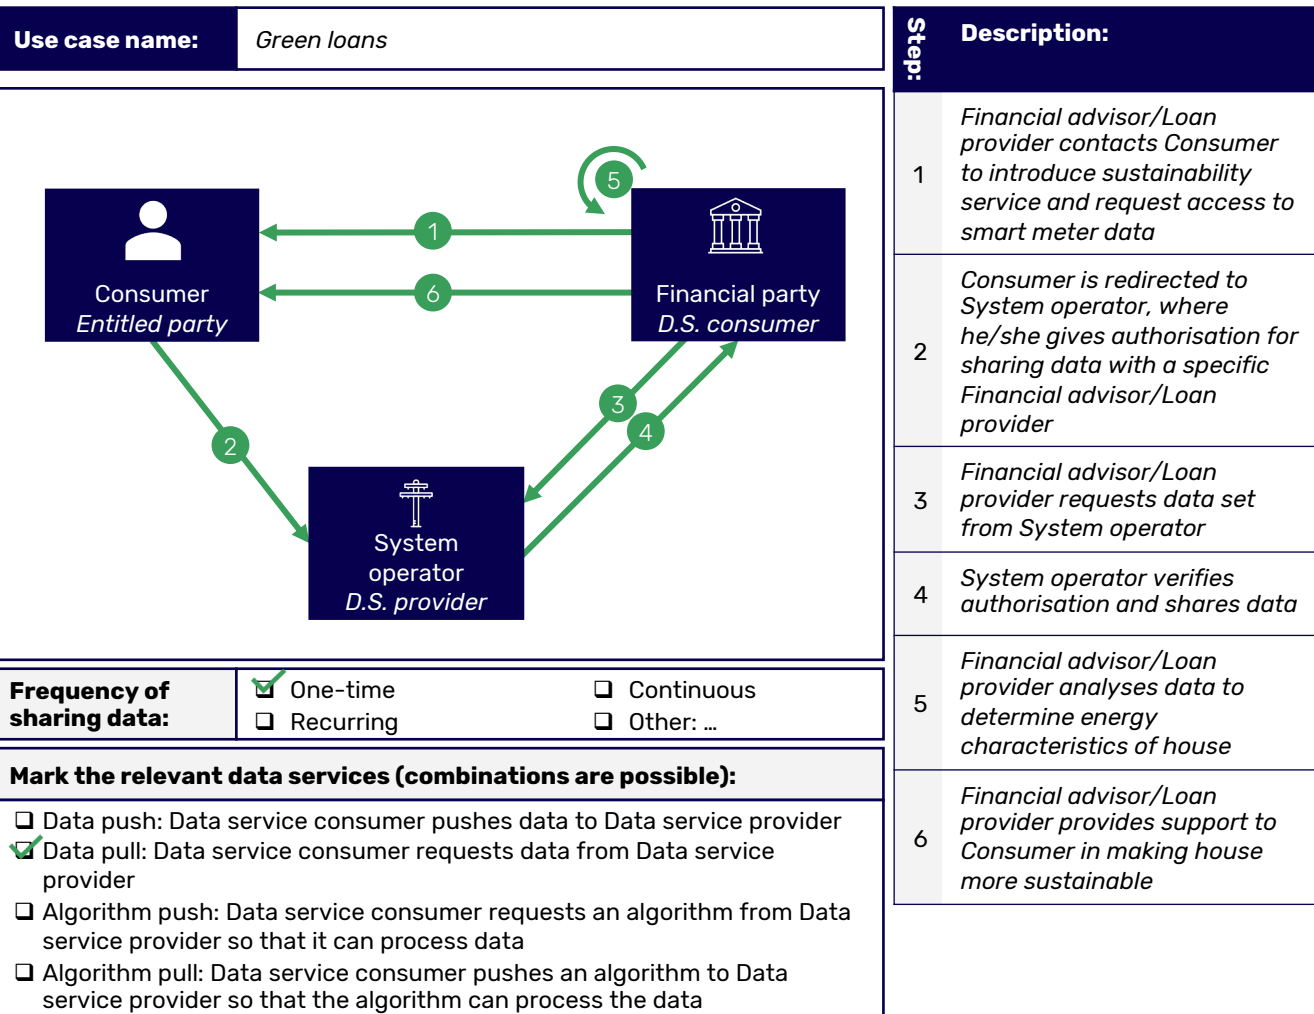 Use case name:
Green loans
5
1
6
Consumer
Entitled party
Financial party
D.S. consumer
3
4
2
System
operator
D.S. provider
Frequency of
sharing data:
One-time
Continuous
Recurring
Other: …
Mark the relevant data services (combinations are possible):
Data push: Data service consumer pushes data to Data service provider
Data pull: Data service consumer requests data from Data service
provider
Algorithm push: Data service consumer requests an algorithm from Data
service provider so that it can process data
Algorithm pull: Data service consumer pushes an algorithm to Data
service provider so that the algorithm can process the data
Step:
Description:
1
Financial advisor/Loan
provider contacts Consumer
to introduce sustainability
service and request access to
smart meter data
2
Consumer is redirected to
System operator, where
he/she gives authorisation for
sharing data with a specific
Financial advisor/Loan
provider
3
Financial advisor/Loan
provider requests data set
from System operator
4
System operator verifies
authorisation and shares data
5
Financial advisor/Loan
provider analyses data to
determine energy
characteristics of house
6
Financial advisor/Loan
provider provides support to
Consumer in making house
more sustainable